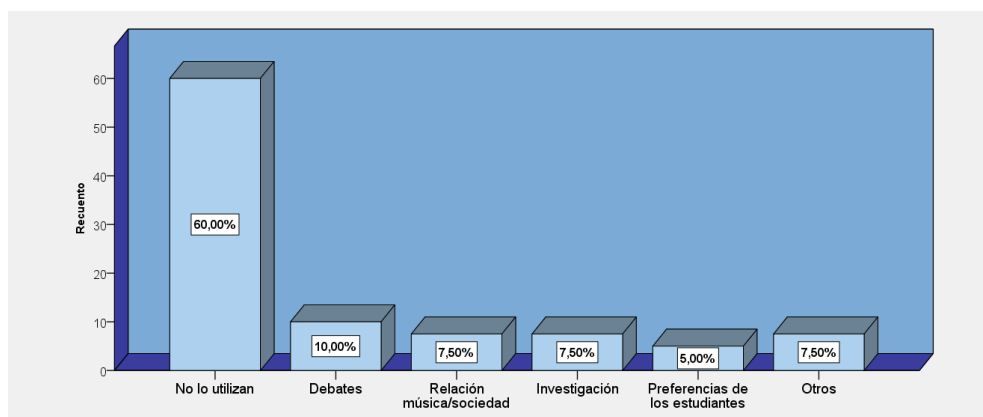 Recuento
60
50
40
30
20
10
0
60,00%
10,00%
7,50%
7,50%
5,00%
7,50%
No lo utilizan
Debates
Relación
música/sociedad
Investigación
Preferencias de
los estudiantes
Otros